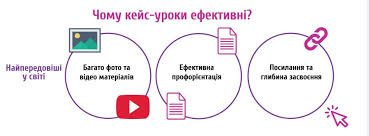 Чому кейс-уроки ефективні?
Найпередовіші
у світі
Багато фото та
відео матеріалів
Ефективна
профорієнтація
Посилання та
глибина засвоєння